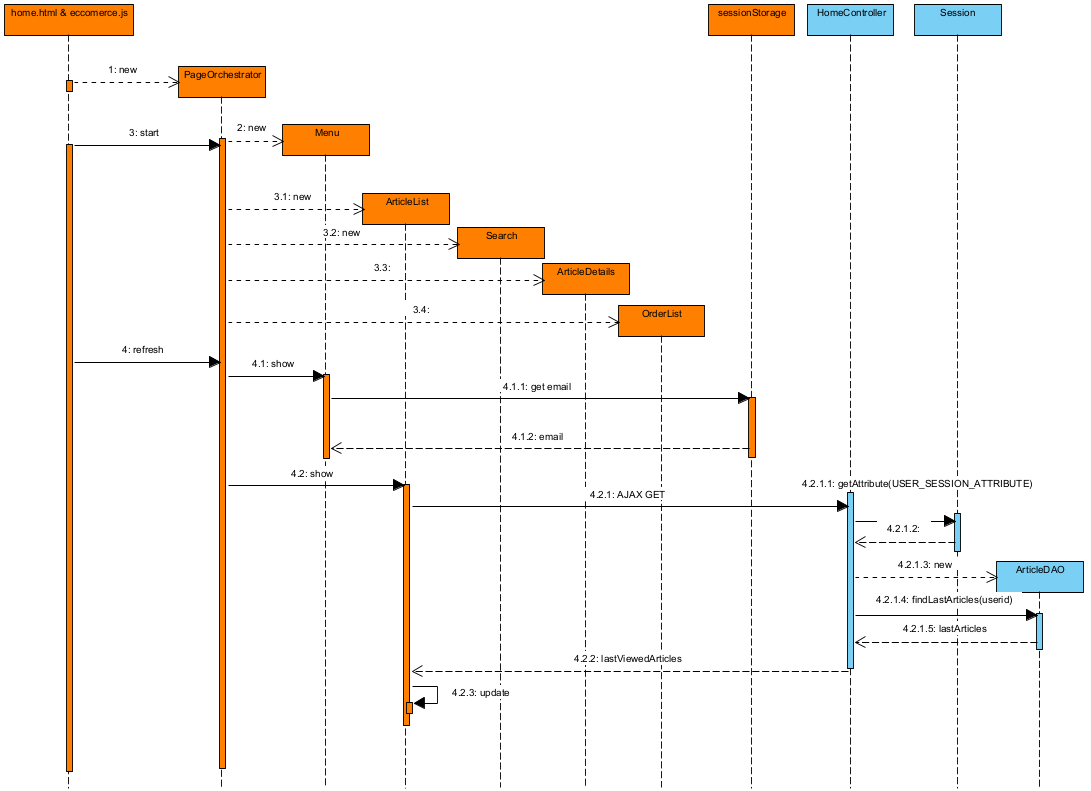 home.html & eccomerce.js
sessionStorage
HomeController
Session
1: new
PageOrchestrator
2: new
Menu
3: start
3.1: new
ArticleList
3.2: new
Search
3.3:
ArticleDetails
3.4:
OrderList
4: refresh
4.1: show
4.1.1: get email
4.1.2: email
4.2: show
4.2.1.1: getAttribute(USER_SESSION_ATTRIBUTE)
4.2.1: AJAX GET
4.2.1.2:
4.2.1.3: new
ArticleDAO
4.2.1.4: findLastArticles(userid)
4.2.1.5: lastArticles
4.2.2: lastViewedArticles
4.2.3: update